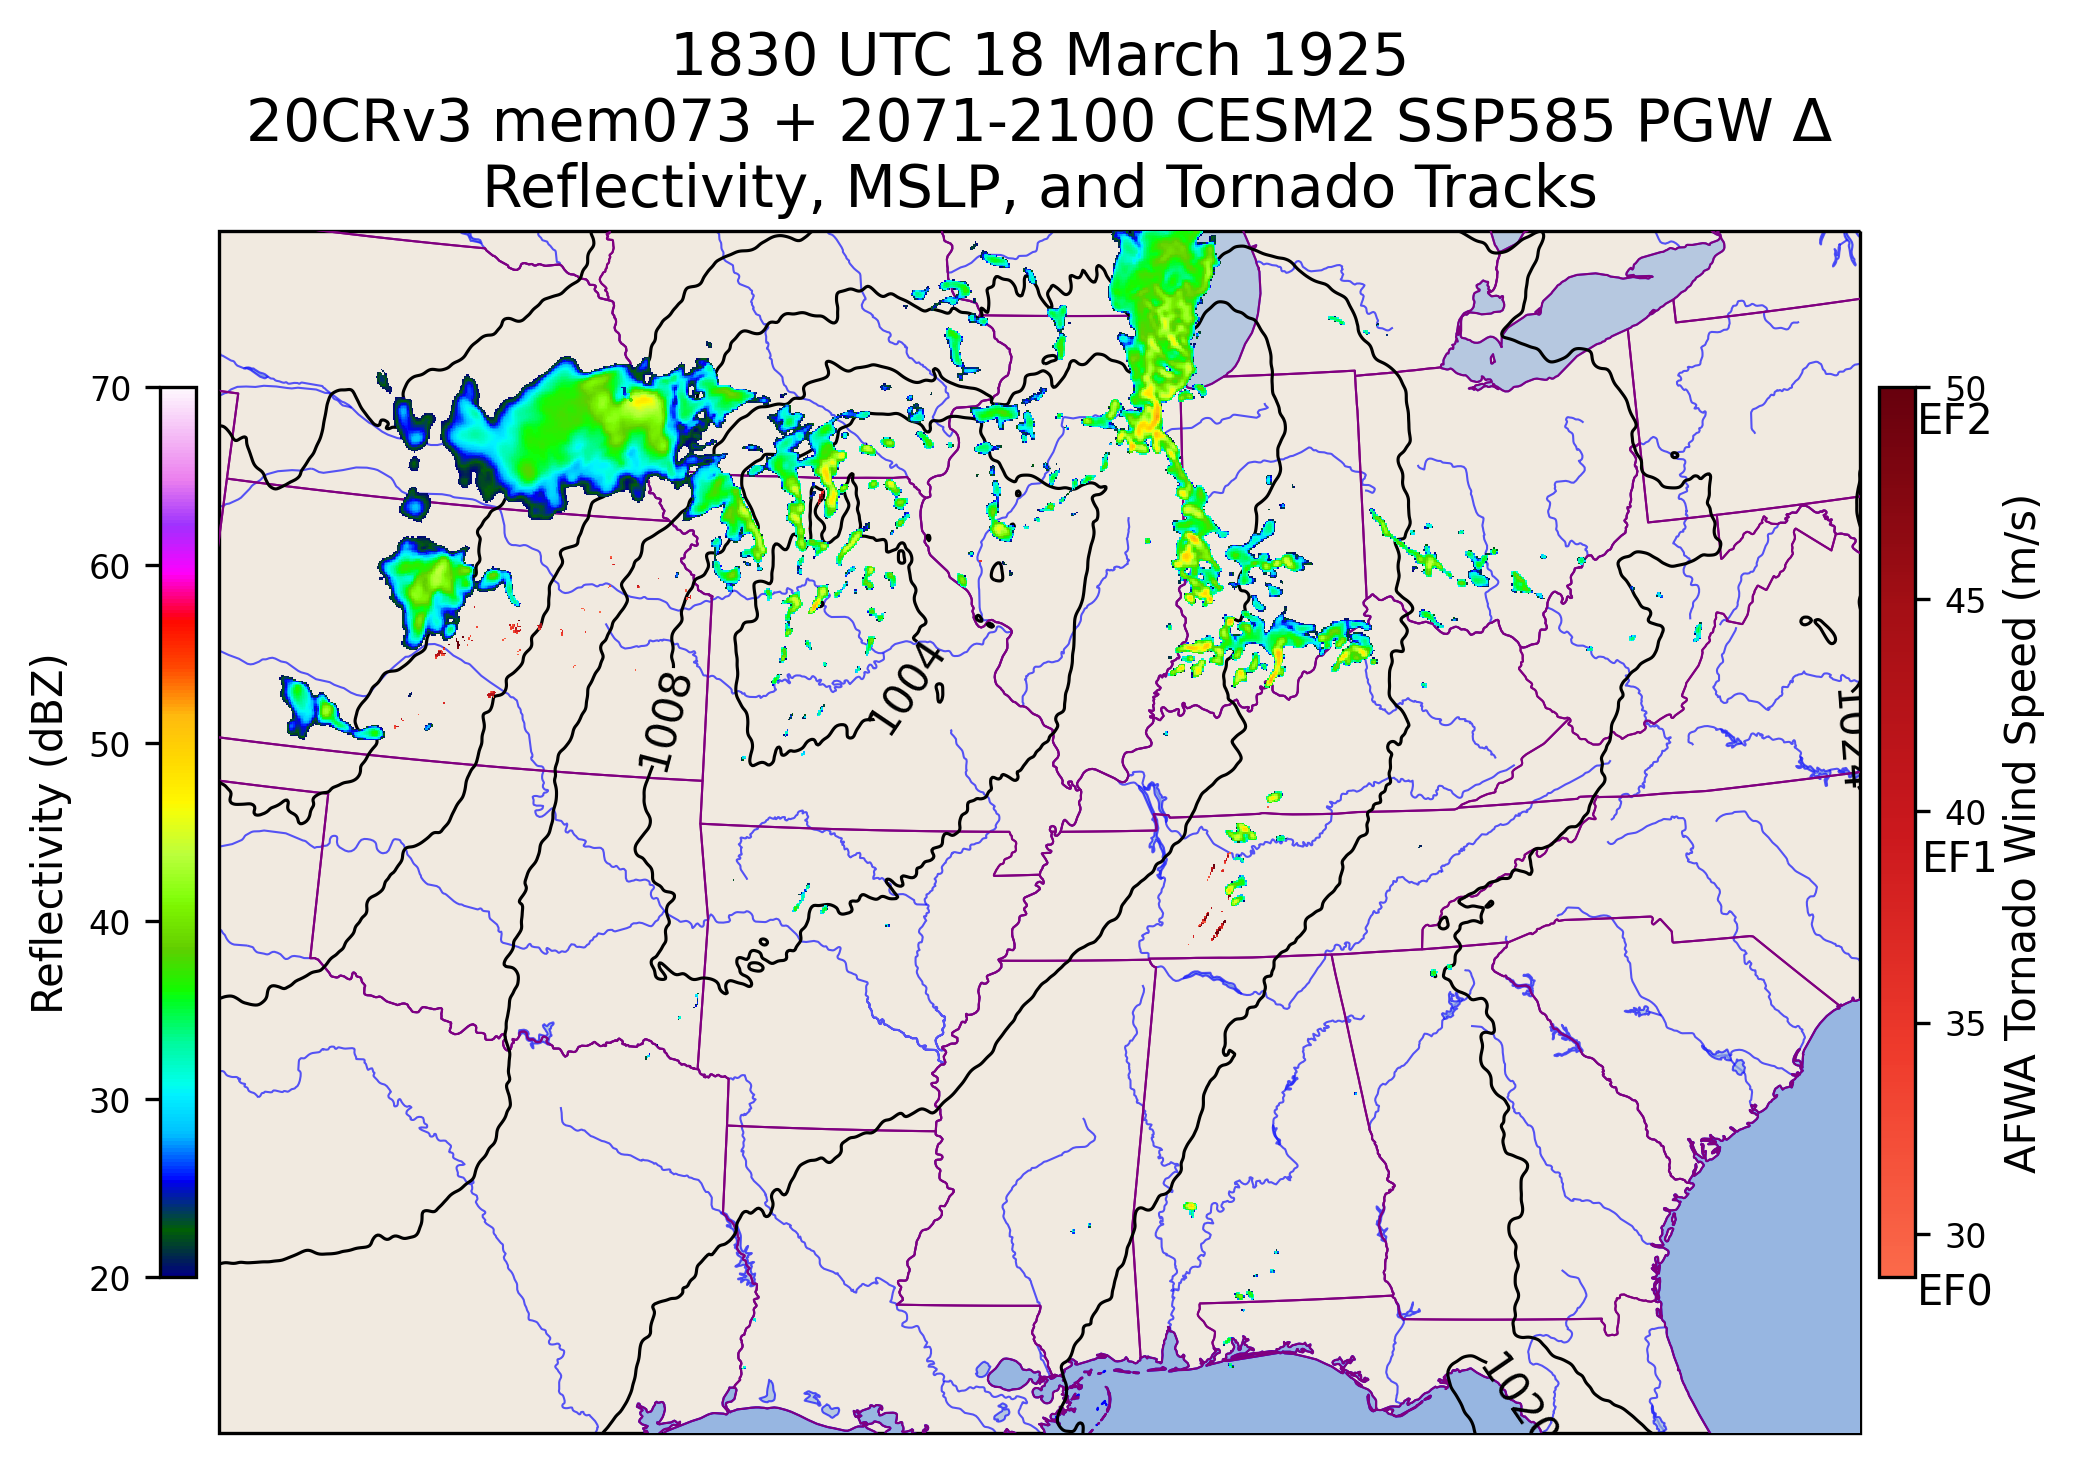 1830 UTC 18 March 1925
20CRv3 mem073 + 2071-2100 CESM2 SSP585 PGW Δ
Reflectivity, MSLP, and Tornado Tracks
70
60
50
40
30
20
Reflectivity (dBZ)
1008
1004
1024
1020
50
EF2
45
40
EF1
35
30
EF0
AFWA Tornado Wind Speed (m/s)